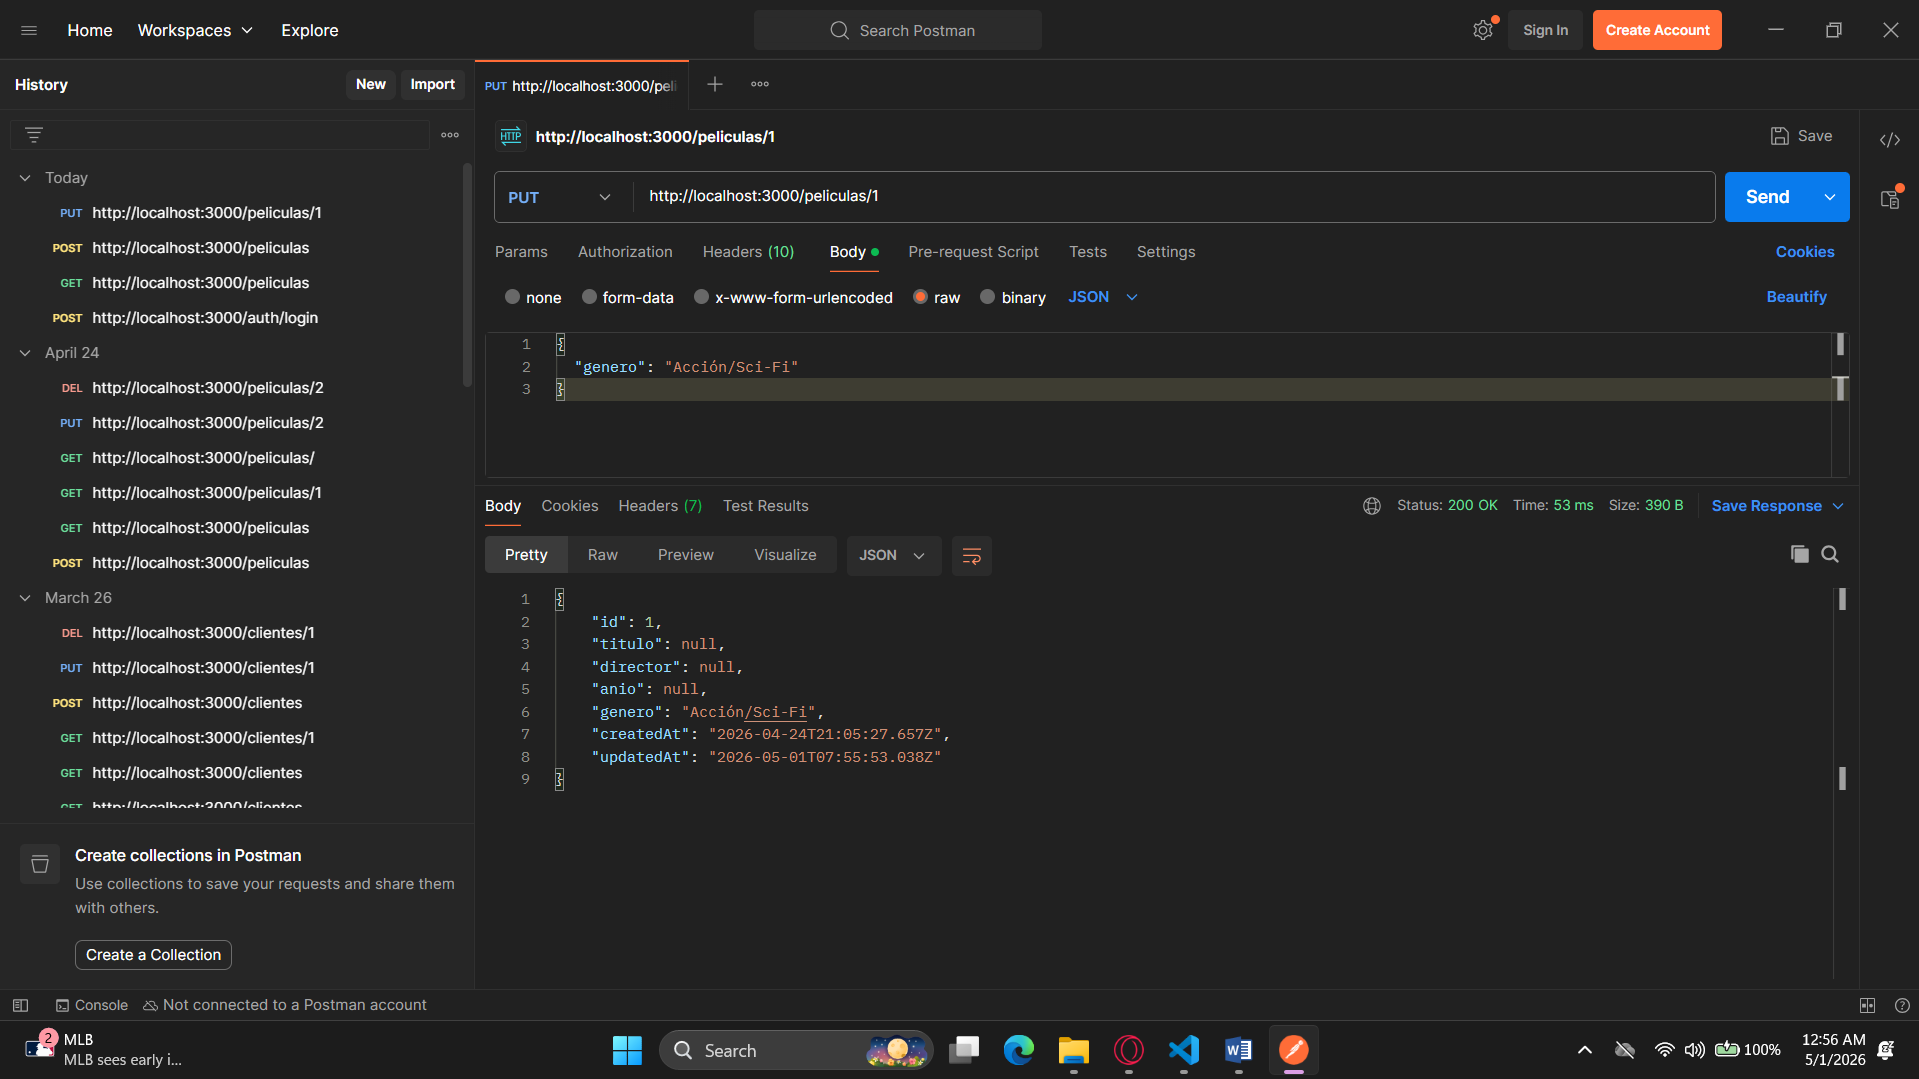 Home
Workspaces
Explore
Search Postman
Sign In
Create Account
History
New
Import
PUT http://localhost:3000/peli
HTTP
http://localhost:3000/peliculas/1
Save
Today
PUT http://localhost:3000/peliculas/1
POST http://localhost:3000/peliculas
GET http://localhost:3000/peliculas
POST http://localhost:3000/auth/login
April 24
DEL http://localhost:3000/peliculas/2
PUT http://localhost:3000/peliculas/2
GET http://localhost:3000/peliculas/
GET http://localhost:3000/peliculas/1
GET http://localhost:3000/peliculas
POST http://localhost:3000/peliculas
March 26
DEL http://localhost:3000/clientes/1
PUT http://localhost:3000/clientes/1
POST http://localhost:3000/clientes
GET http://localhost:3000/clientes/1
GET http://localhost:3000/clientes
GET http://localhost:3000/clientes
Create collections in Postman
Use collections to save your requests and share them
with others.
Create a Collection
PUT
http://localhost:3000/peliculas/1
Send
Params
Authorization
Headers (10)
Body
Pre-request Script
Tests
Settings
Cookies
none
form-data
x-www-form-urlencoded
raw
binary
JSON
Beautify
1 {
2 "genero": "Acción/Sci-Fi"
3 }
Body
Cookies
Headers (7)
Test Results
Status: 200 OK
Time: 53 ms
Size: 390 B
Save Response
Pretty
Raw
Preview
Visualize
JSON
1 {
2 "id": 1,
3 "titulo": null,
4 "director": null,
5 "anio": null,
6 "genero": "Acción/Sci-Fi",
7 "createdAt": "2026-04-24T21:05:27.657Z",
8 "updatedAt": "2026-05-01T07:55:53.038Z"
9 }
Console
Not connected to a Postman account
2
MLB
MLB sees early i...
Search
100%
12:56 AM
5/1/2026